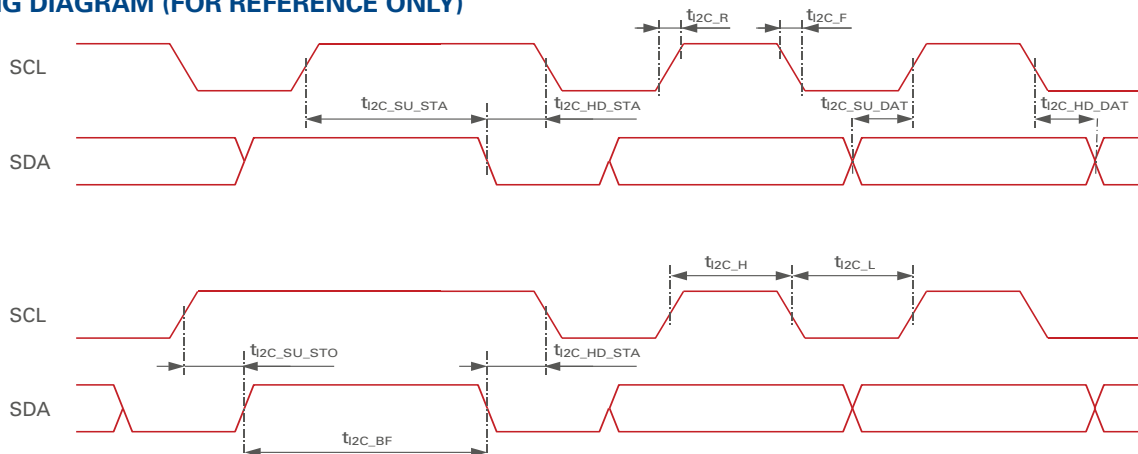 NG DIAGRAM (FOR REFERENCE ONLY)
tI2C_R tI2C_F
SCL
tI2C_SU_STA tI2C_HD_STA tI2C_SU_DAT tI2C_HD_DAT
SDA
tI2C_H tI2C_L
SCL
tI2C_SU_STO tI2C_HD_STA
SDA
tI2C_BF